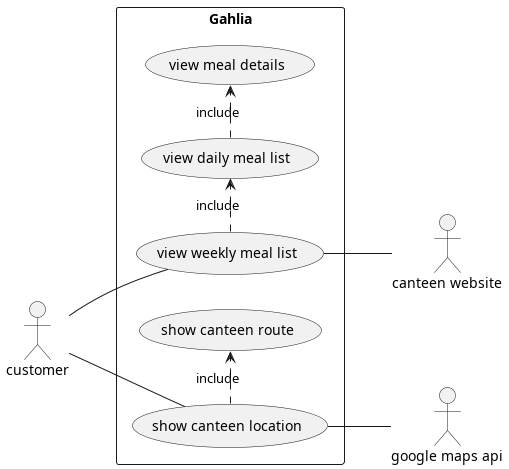 Gahlia
view meal details
include
view daily meal list
include
view weekly meal list
canteen website
show canteen route
customer
include
show canteen location
google maps api